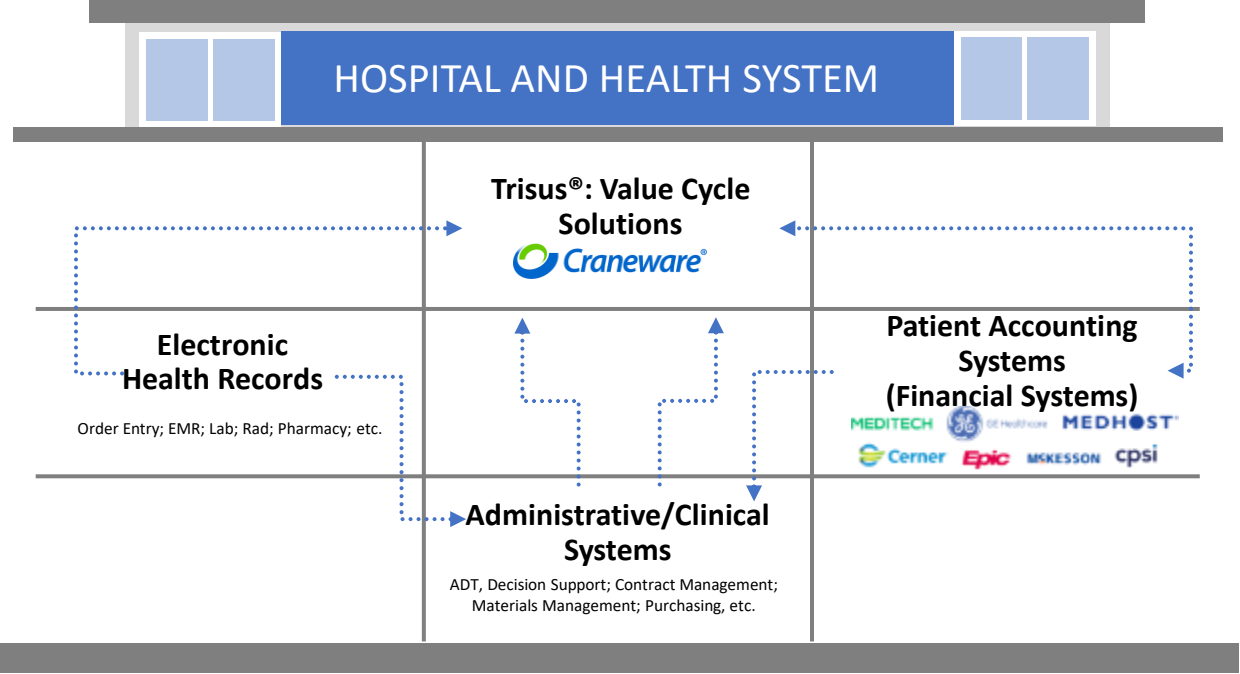 HOSPITAL AND HEALTH SYSTEM
Trisus®: Value Cycle
Solutions
Craneware®
Electronic
Health Records
Order Entry; EMR; Lab; Rad; Pharmacy; etc.
Patient Accounting
Systems
(Financial Systems)
MEDITECH GE Healthcare MEDHOST
Cerner Epic MCKESSON cpsi
Administrative/Clinical
Systems
ADT, Decision Support; Contract Management;
Materials Management; Purchasing, etc.